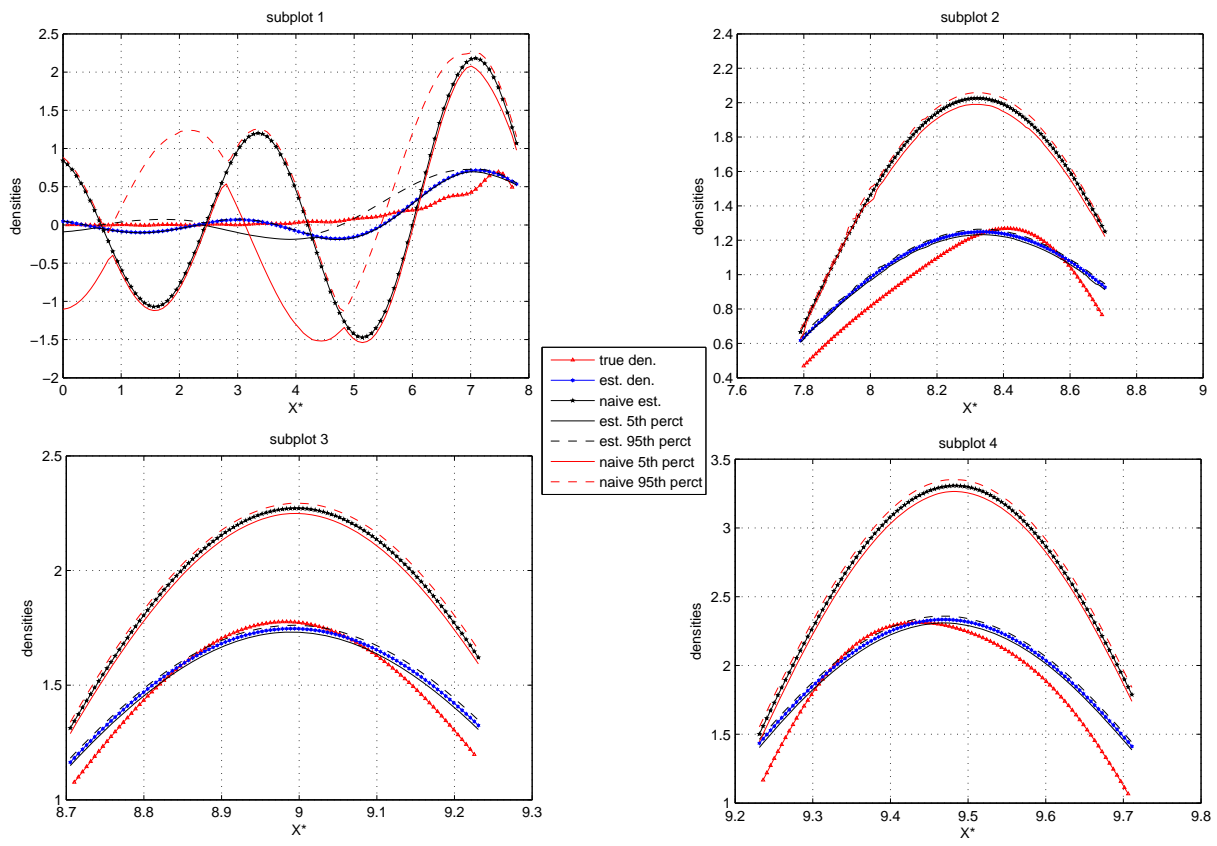 subplot 1
2.5
2
1.5
1
0.5
0
−0.5
−1
−1.5
−2
densities
0 1 2 3 4 5 6 7 8
X*
subplot 2
2.4
2.2
2
1.8
1.6
1.4
1.2
1
0.8
0.6
0.4
densities
7.6 7.8 8 8.2 8.4 8.6 8.8 9
X*
true den.
est. den.
naive est.
est. 5th perct
est. 95th perct
naive 5th perct
naive 95th perct
subplot 3
2.5
2
1.5
1
densities
8.7 8.8 8.9 9 9.1 9.2 9.3
X*
subplot 4
3.5
3
2.5
2
1.5
1
densities
9.2 9.3 9.4 9.5 9.6 9.7 9.8
X*